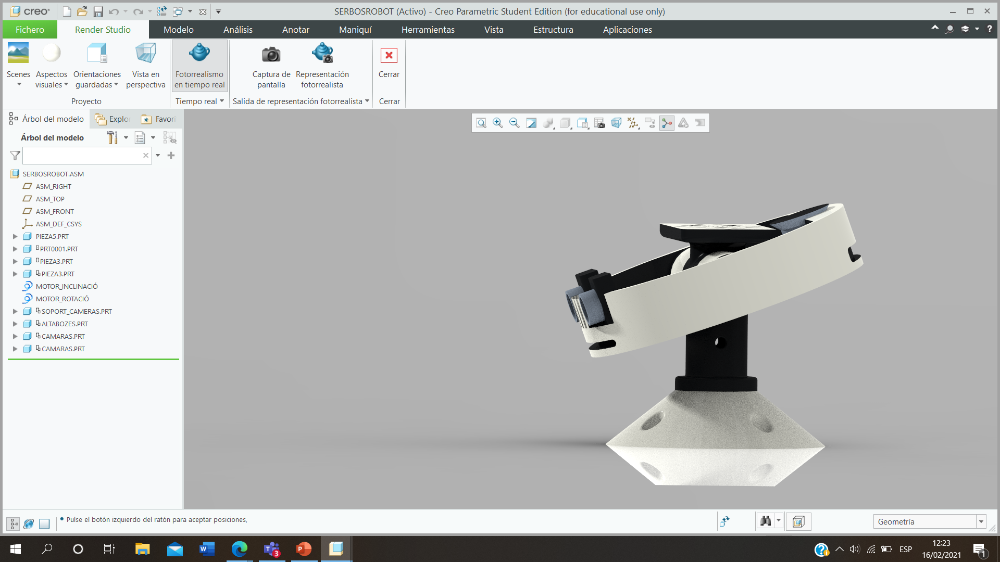 creo®
SERBOSROBOT (Activo) - Creo Parametric Student Edition (for educational use only)
Fichero Render Studio Modelo Análisis Anotar Maniquí Herramientas Vista Estructura Aplicaciones ?
Scenes
Aspectos visuales
Orientaciones guardadas
Vista en perspectiva
Fotorrealismo en tiempo real
Captura de pantalla
Representación fotorrealista
Cerrar
Proyecto Tiempo real Salida de representación fotorrealista Cerrar
Árbol del modelo Explo Favori
Árbol del modelo
SERBOSROBOT.ASM
ASM_RIGHT
ASM_TOP
ASM_FRONT
ASM_DEF_CSYS
PIEZA5.PRT
PRT0001.PRT
PIEZA3.PRT
PIEZA3.PRT
MOTOR_INCLINACIÓ
MOTOR_ROTACIÓ
SOPORT_CAMERAS.PRT
ALTABOZES.PRT
CAMARAS.PRT
CAMARAS.PRT
• Pulse el botón izquierdo del ratón para aceptar posiciones,
Geometría
W
T
3
P
?
ESP
12:23
16/02/2021
1